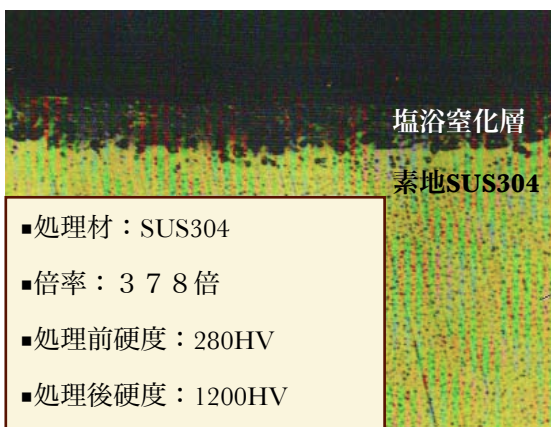 塩浴窒化層
素地SUS304
▪処理材：SUS304
▪倍率：３７８倍
▪処理前硬度：280HV
▪処理後硬度：1200HV